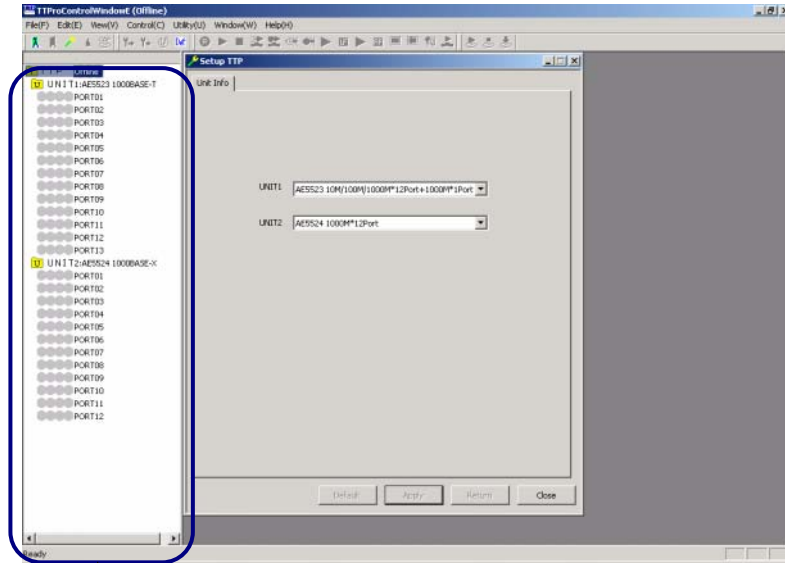 TTProControlWindowE (Offline)
File(F) Edit(E) View(V) Control(C) Utility(U) Window(W) Help(H)
Setup TTP
Offline
Unit Info
UNIT1:AE5523 1000BASE-T
PORT01
PORT02
PORT03
PORT04
PORT05
PORT06
PORT07
PORT08
PORT09
PORT10
PORT11
PORT12
PORT13
UNIT2:AE5524 1000BASE-X
PORT01
PORT02
PORT03
PORT04
PORT05
PORT06
PORT07
PORT08
PORT09
PORT10
PORT11
PORT12
UNIT1 AE5523 10M/100M/1000M*12Port+1000M*1Port
UNIT2 AE5524 1000M*12Port
Default Apply Return Close
Ready